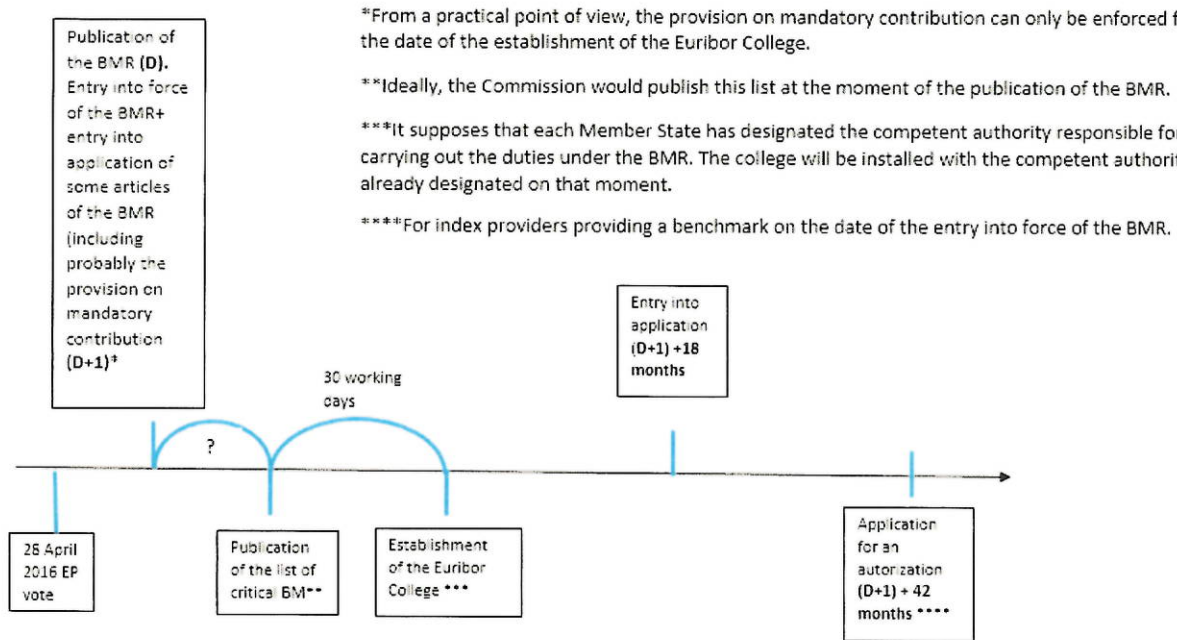 *From a practical point of view, the provision on mandatory contribution can only be enforced
the date of the establishment of the Euribor College.
**Ideally, the Commission would publish this list at the moment of the publication of the BMR.
***It supposes that each Member State has designated the competent authority responsible for
carrying out the duties under the BMR. The college will be installed with the competent
already designated on that moment.
****For index providers providing a benchmark on the date of the entry into force of the BMR.
Publication of
the BMR (D).
Entry into force
of the BMR+
entry into
application of
some articles
of the BMR
(including
probably the
provision on
mandatory
contribution
(D+1)*
30 working
days
?
Entry into
application
(D+1) +18
months
28 April
2016 EP
vote
Publication
of the list of
critical BM**
Establishment
of the Euribor
College ***
Application
for an
autorization
(D+1) + 42
months ****